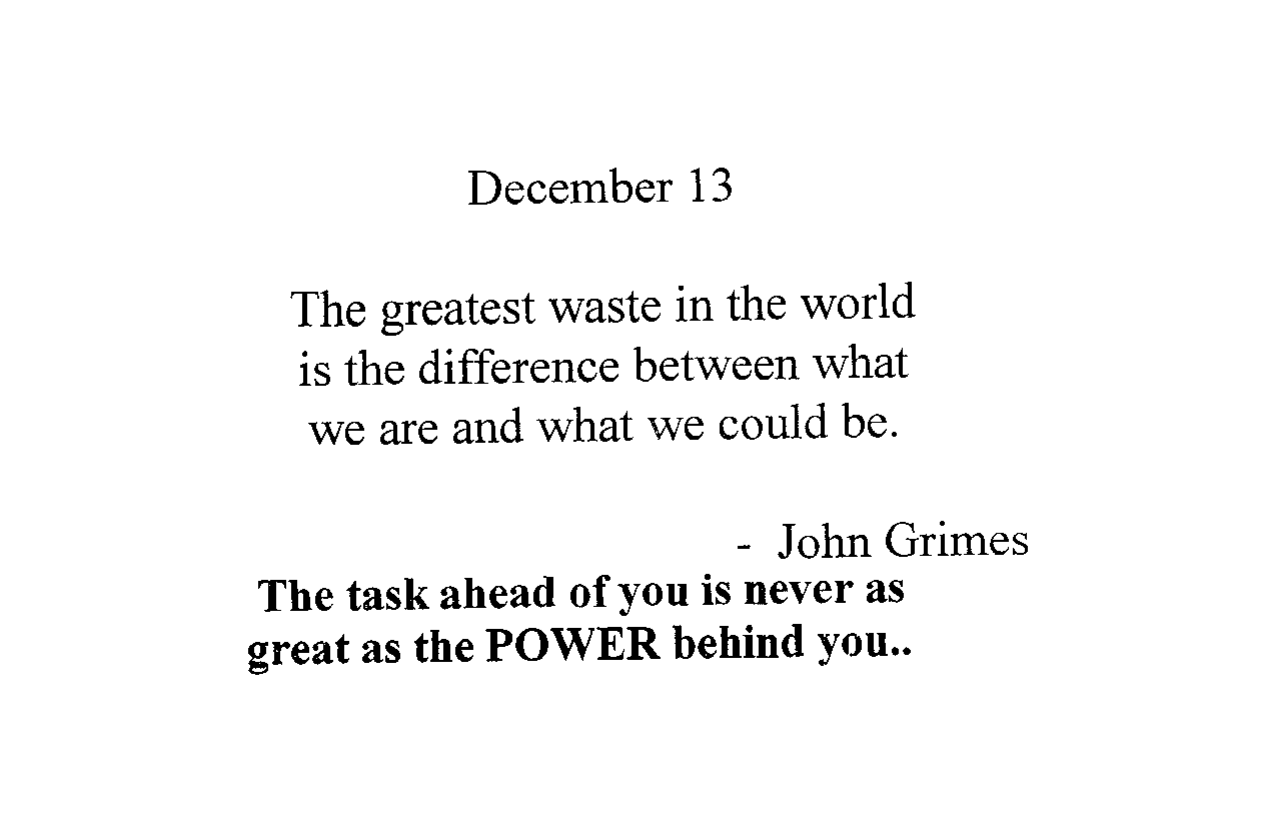 December 13
The greatest waste in the world
is the difference between what
we are and what we could be.
- John Grimes
The task ahead of you is never as
great as the POWER behind you..